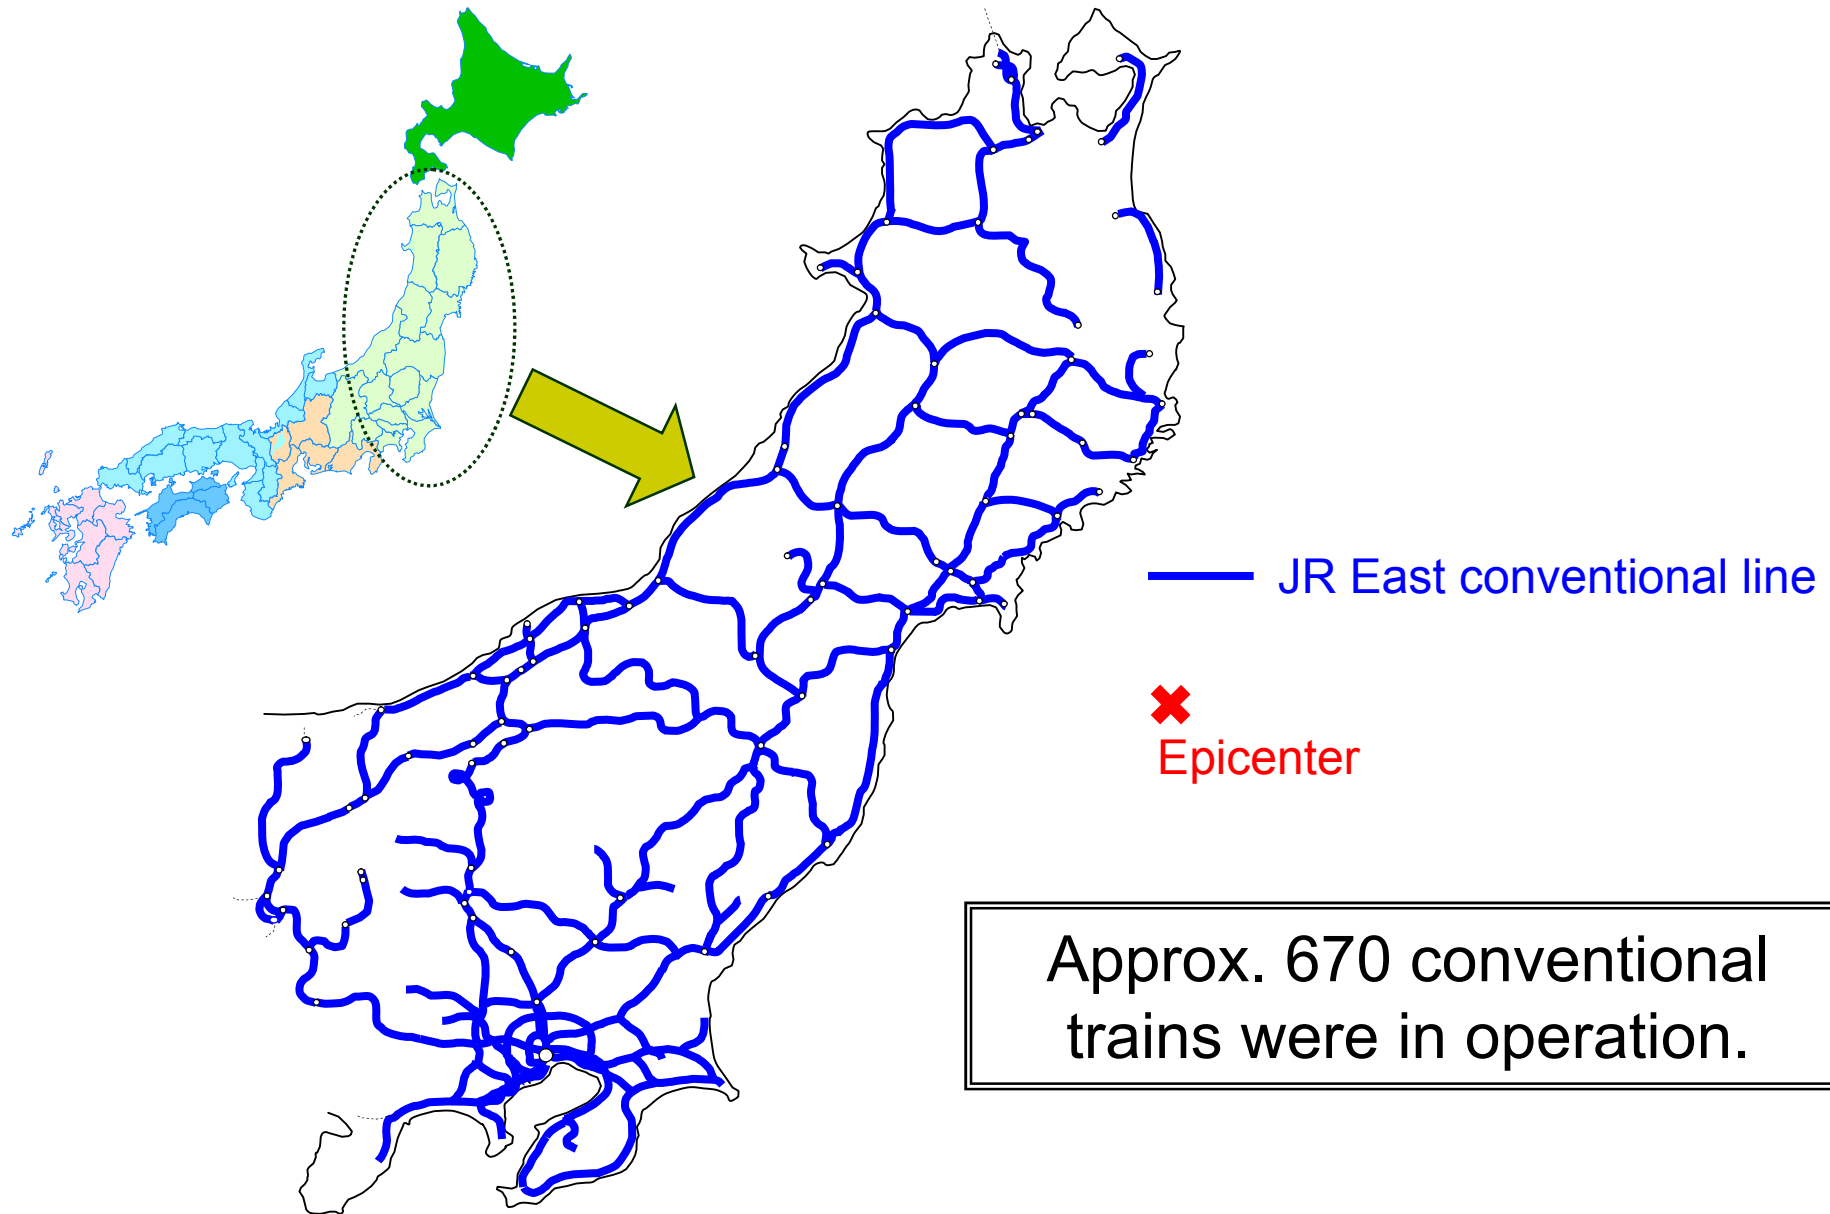 JR East conventional line
Epicenter
Approx. 670 conventional
trains were in operation.